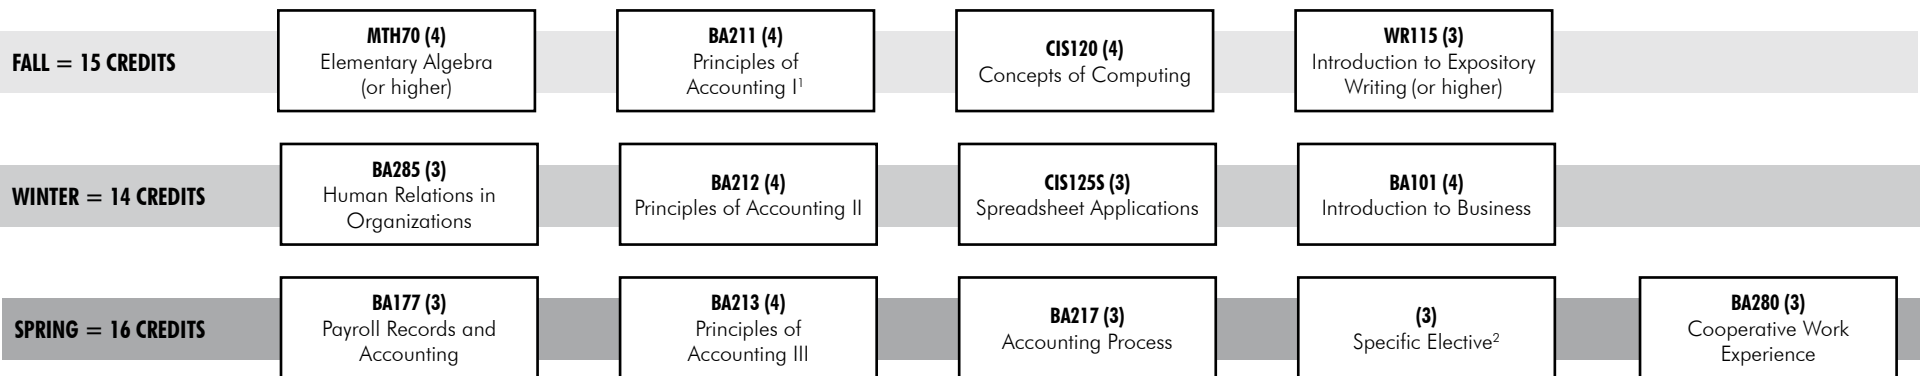 FALL = 15 CREDITS
MTH70 (4)
Elementary Algebra
(or higher)
BA211 (4)
Principles of
Accounting I¹
CIS120 (4)
Concepts of Computing
WR115 (3)
Introduction to Expository
Writing (or higher)
WINTER = 14 CREDITS
BA285 (3)
Human Relations in
Organizations
BA212 (4)
Principles of Accounting II
CIS125S (3)
Spreadsheet Applications
BA101 (4)
Introduction to Business
SPRING = 16 CREDITS
BA177 (3)
Payroll Records and
Accounting
BA213 (4)
Principles of
Accounting III
BA217 (3)
Accounting Process
(3)
Specific Elective²
BA280 (3)
Cooperative Work
Experience